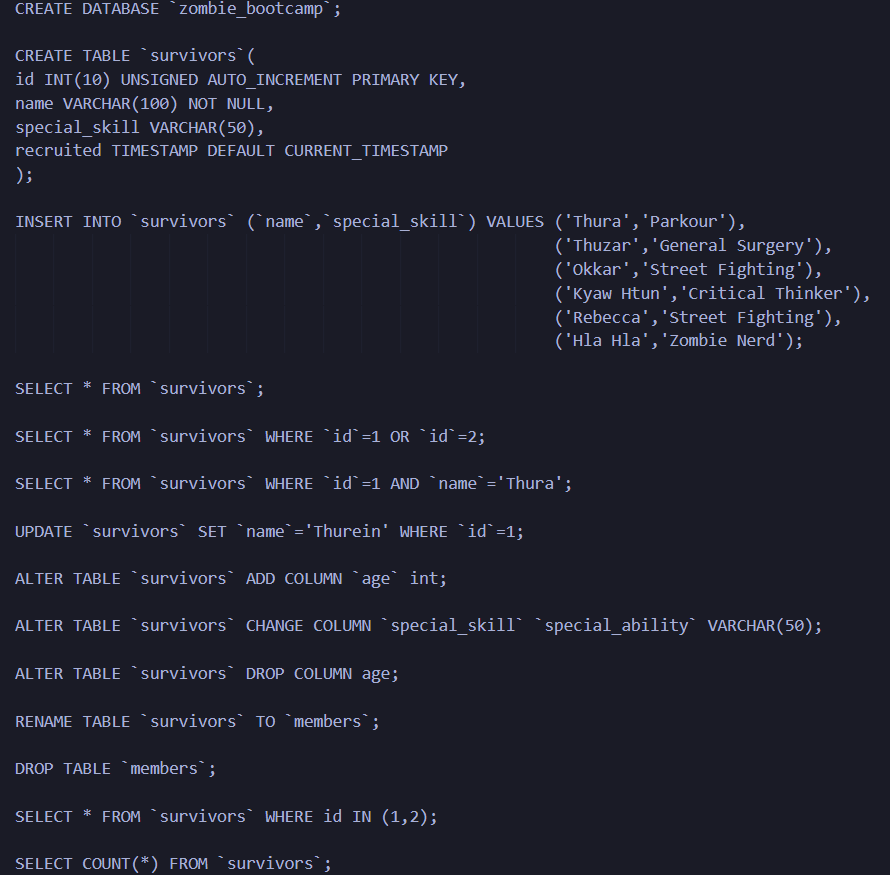 CREATE DATABASE `zombie_bootcamp`;
CREATE TABLE `survivors`(
id INT(10) UNSIGNED AUTO_INCREMENT PRIMARY KEY,
name VARCHAR(100) NOT NULL,
special_skill VARCHAR(50),
recruited TIMESTAMP DEFAULT CURRENT_TIMESTAMP
);
INSERT INTO `survivors` (`name`,`special_skill`) VALUES ('Thura','Parkour'),
('Thuzar','General Surgery'),
('Okkar','Street Fighting'),
('Kyaw Htun','Critical Thinker'),
('Rebecca','Street Fighting'),
('Hla Hla','Zombie Nerd');
SELECT * FROM `survivors`;
SELECT * FROM `survivors` WHERE `id`=1 OR `id`=2;
SELECT * FROM `survivors` WHERE `id`=1 AND `name`='Thura';
UPDATE `survivors` SET `name`='Thurein' WHERE `id`=1;
ALTER TABLE `survivors` ADD COLUMN `age` int;
ALTER TABLE `survivors` CHANGE COLUMN `special_skill` `special_ability` VARCHAR(50);
ALTER TABLE `survivors` DROP COLUMN age;
RENAME TABLE `survivors` TO `members`;
DROP TABLE `members`;
SELECT * FROM `survivors` WHERE id IN (1,2);
SELECT COUNT(*) FROM `survivors`;